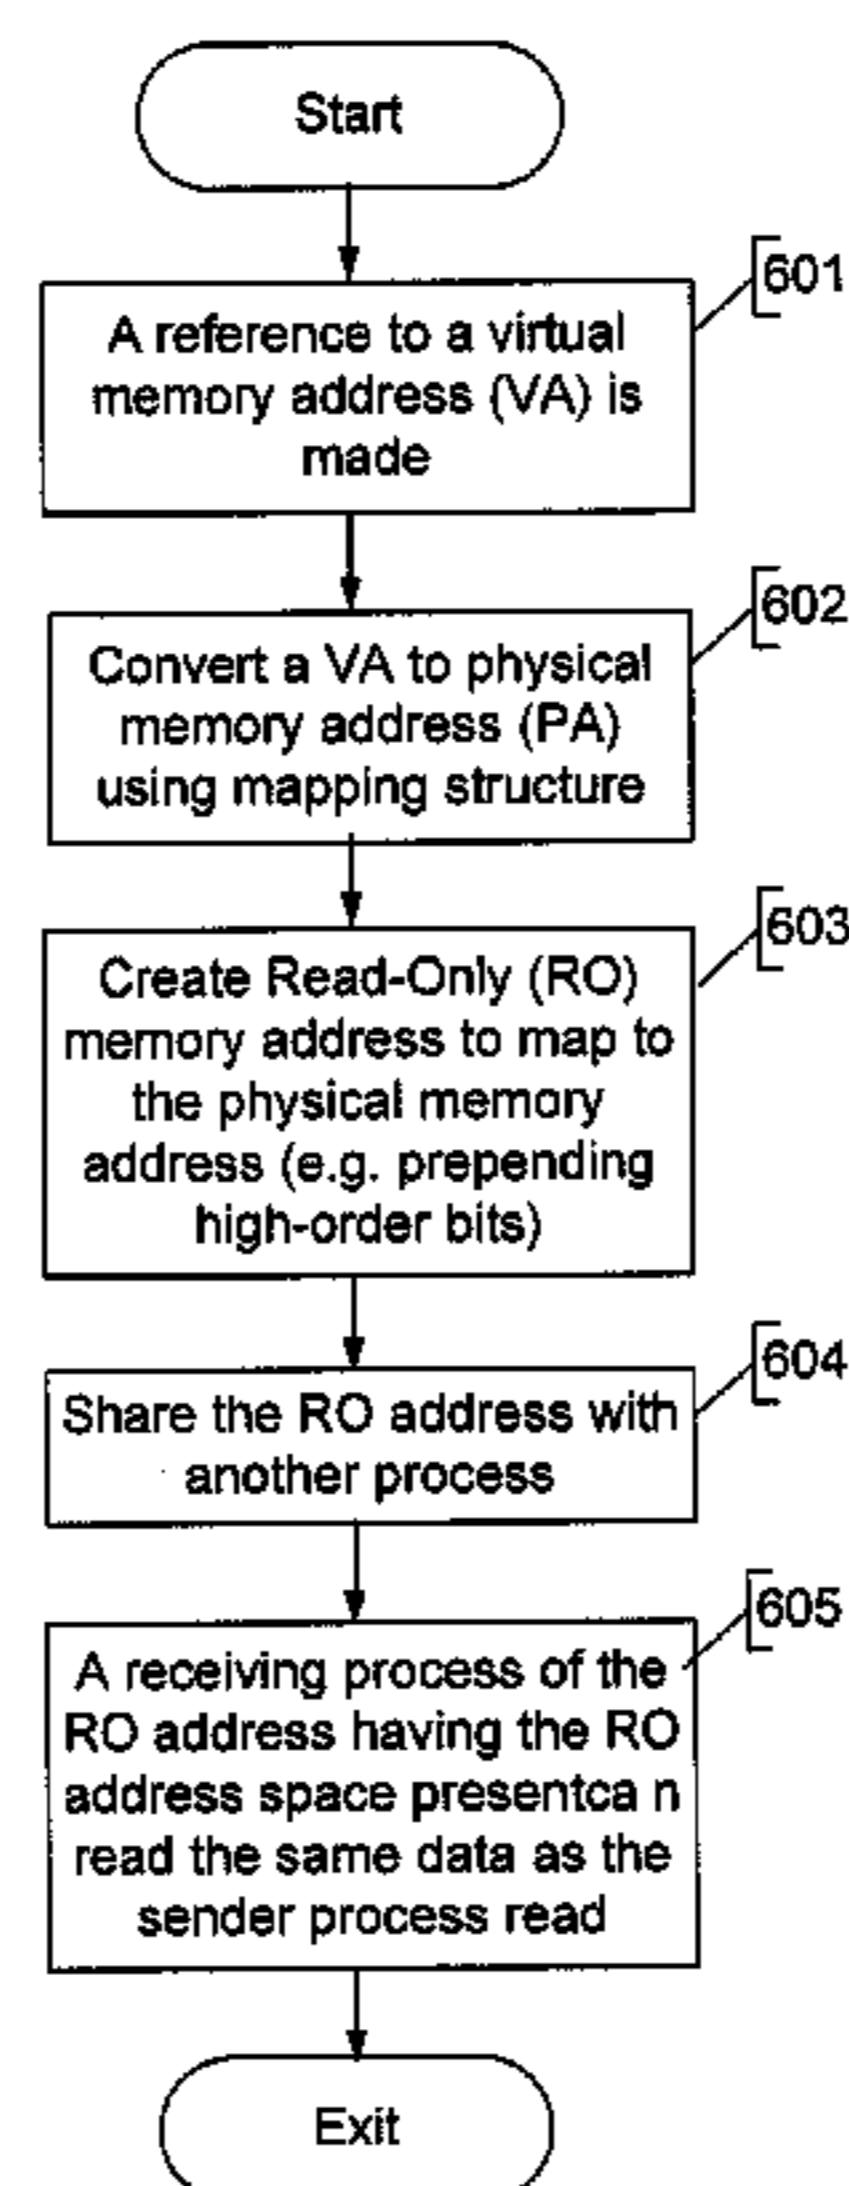 Start
601
A reference to a virtual
memory address (VA) is
made
602
Convert a VA to physical
memory address (PA)
using mapping structure
603
Create Read-Only (RO)
memory address to map to
the physical memory
address (e.g. prepending
high-order bits)
604
Share the RO address with
another process
605
A receiving process of the
RO address having the RO
address space presentca n
read the same data as the
sender process read
Exit